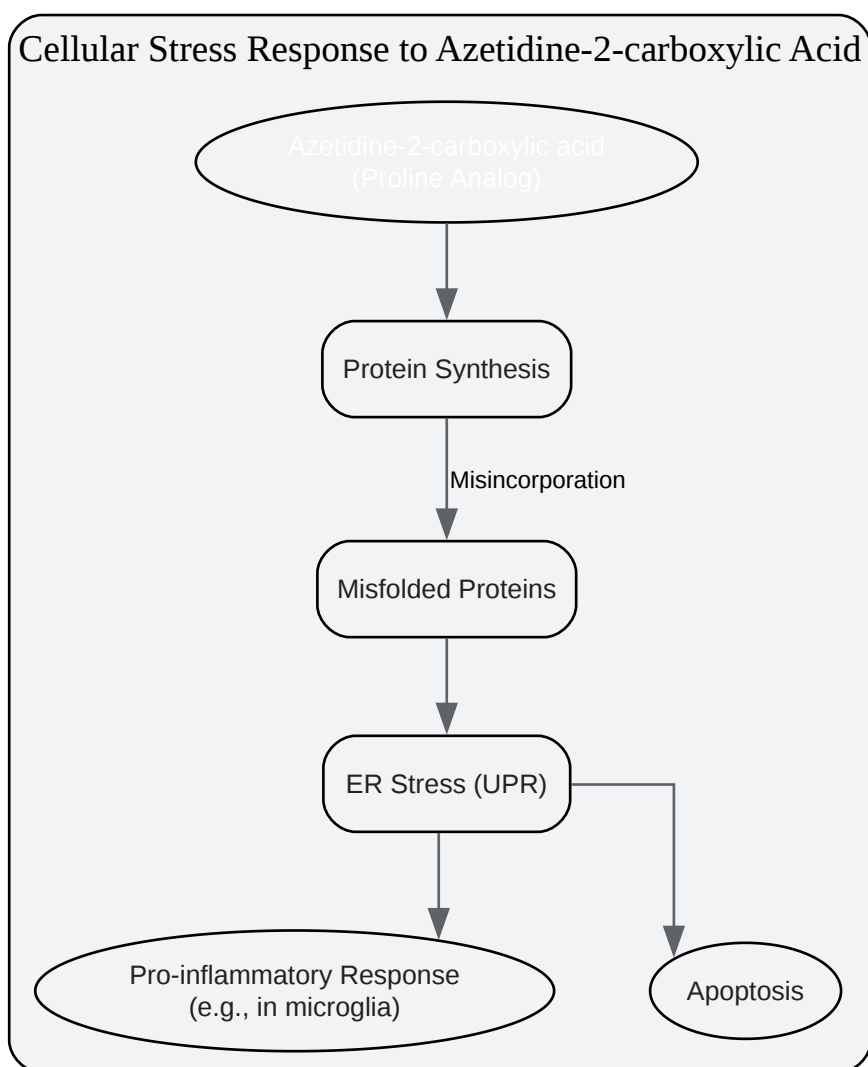 Cellular Stress Response to Azetidine-2-carboxylic Acid
Azetidine-2-carboxylic acid
(Proline Analog)
Protein Synthesis
Misincorporation
Misfolded Proteins
ER Stress (UPR)
Pro-inflammatory Response
(e.g., in microglia)
Apoptosis